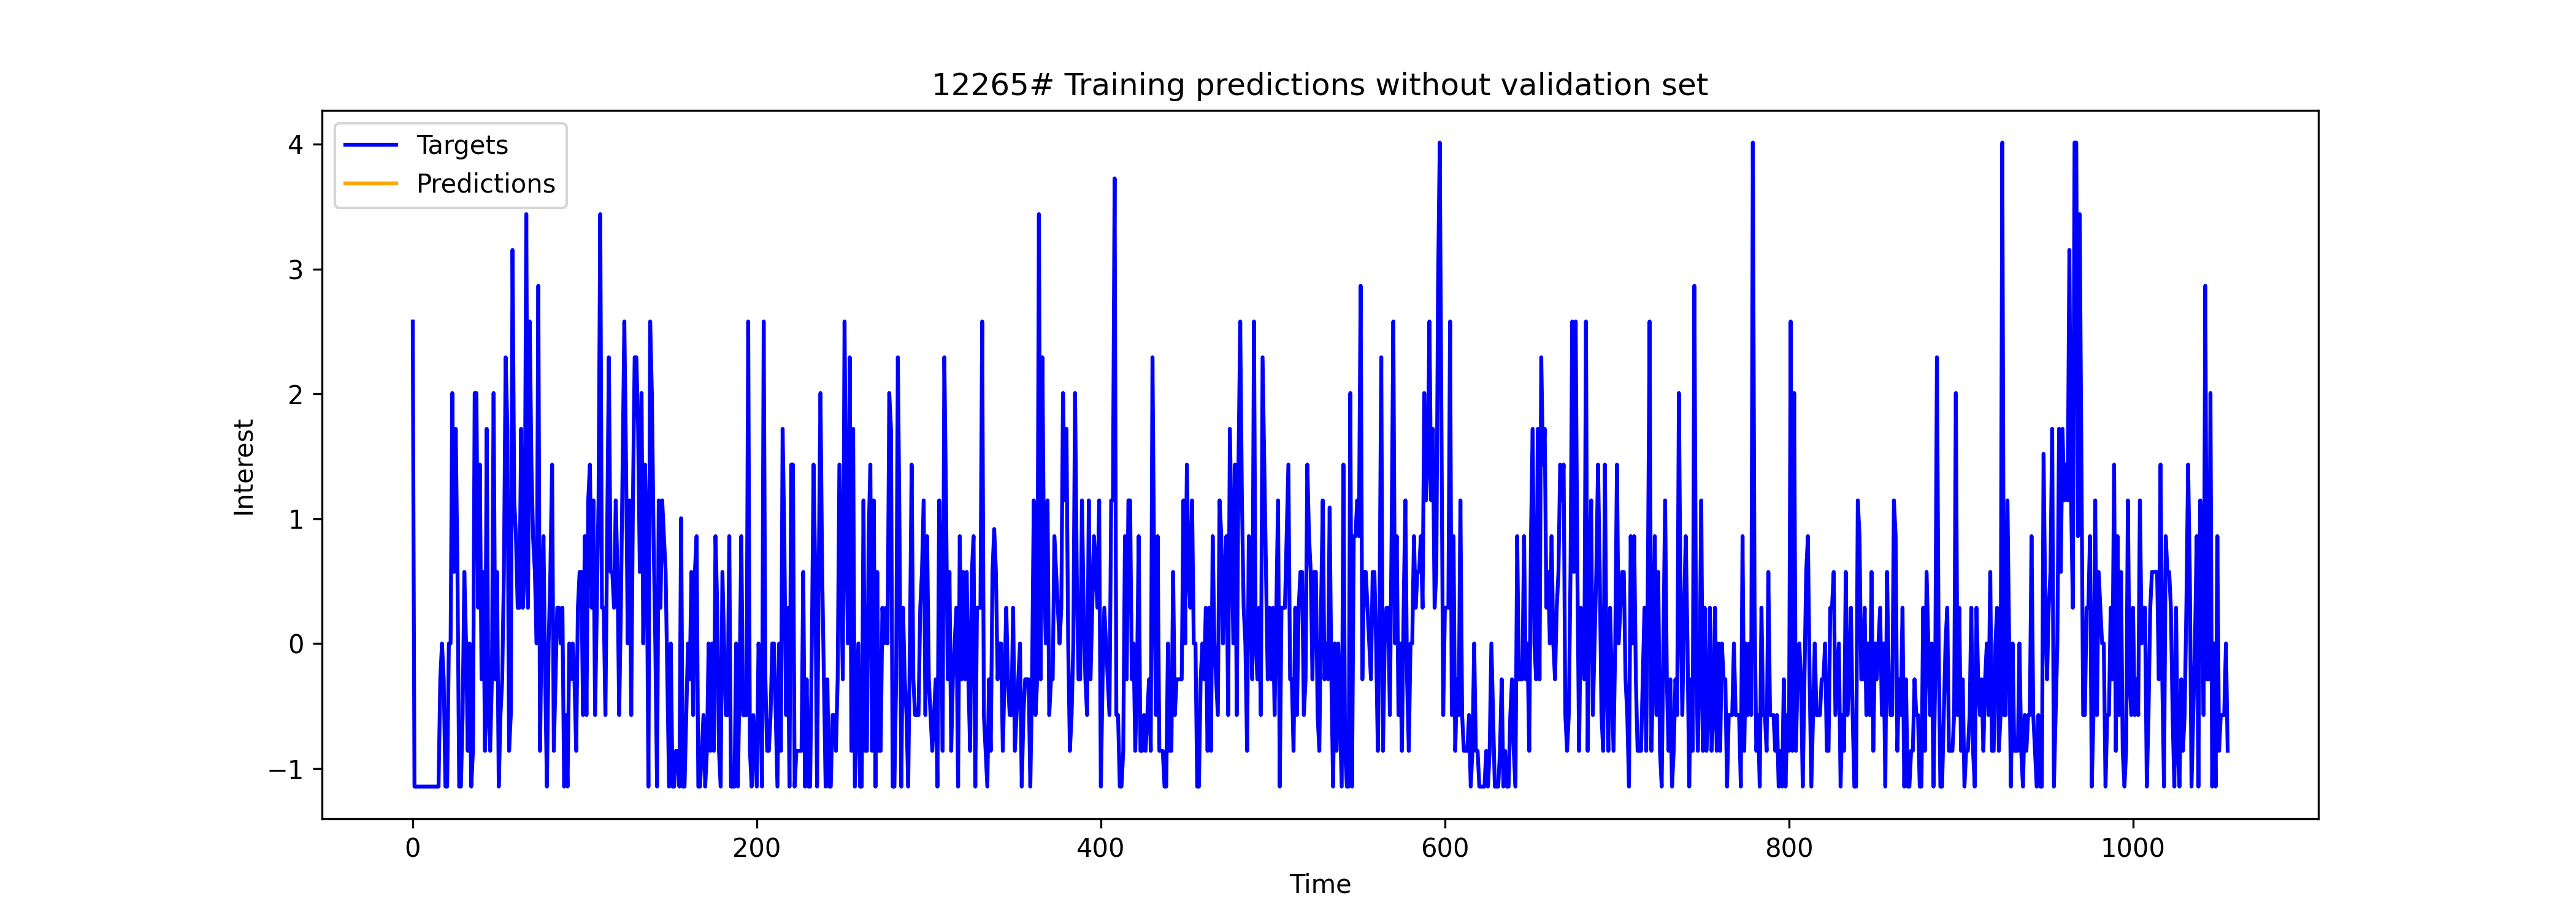 12265# Training predictions without validation set
Targets
Predictions
4
3
2
1
0
−1
Interest
0 200 400 600 800 1000
Time